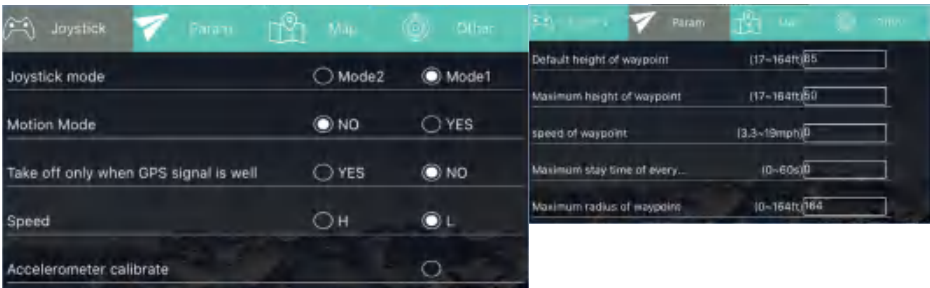 Joystick Param Map Other
Joystick mode Mode2 Mode1
Motion Mode NO YES
Take off only when GPS signal is well YES NO
Speed H L
Accelerometer calibrate
Param Map Other
Default height of waypoint (17~164ft) 65
Maximum height of waypoint (17~164ft) 50
speed of waypoint (3.3~19mph) 0
Maximum stay time of every... (0~60s) 0
Maximum radius of waypoint (0~164ft) 164